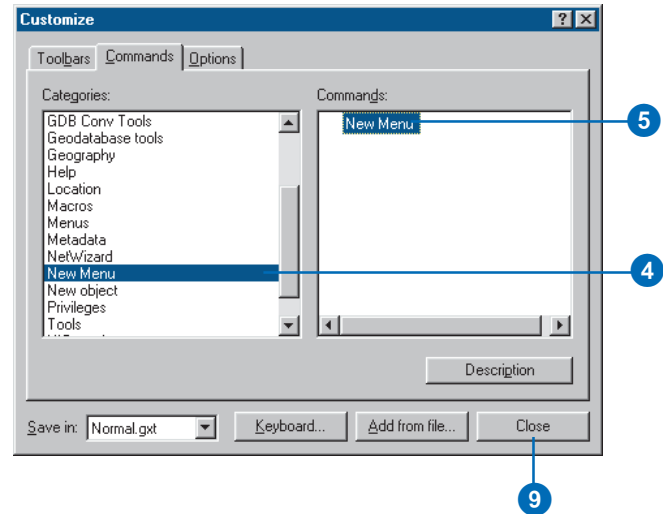 Customize
Toolbars Commands Options
Categories:
GDB Conv Tools
Geodatabase tools
Geography
Help
Location
Macros
Menus
Metadata
NetWizard
New Menu
New object
Privileges
Tools
Commands:
New Menu
5
4
Description
Save in: Normal.gxt Keyboard... Add from file... Close
9